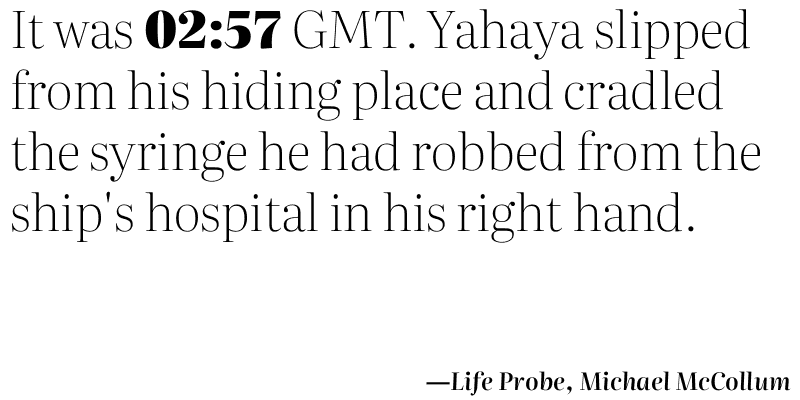 It was 02:57 GMT. Yahaya slipped
from his hiding place and cradled
the syringe he had robbed from the
ship's hospital in his right hand.
—Life Probe, Michael McCollum